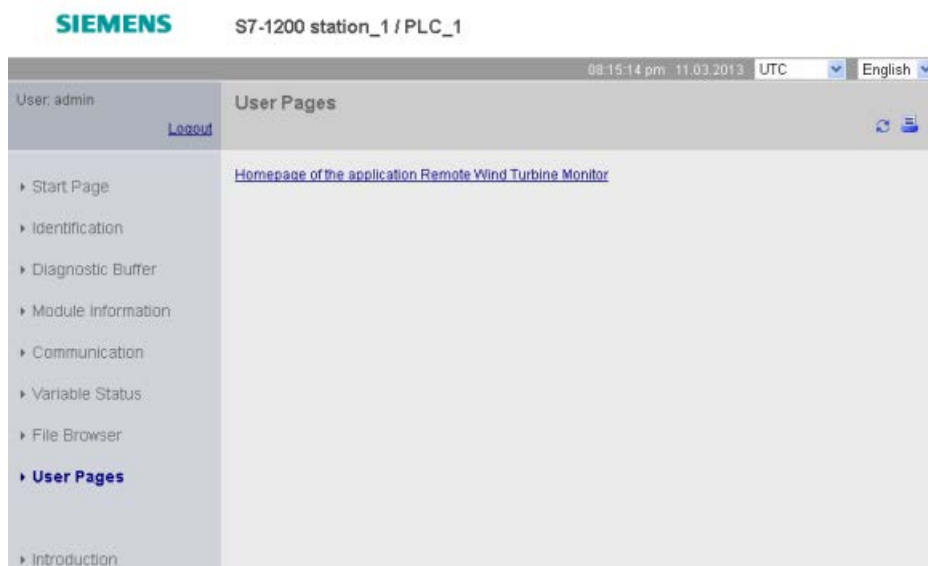 SIEMENS
S7-1200 station_1 / PLC_1
08:15:14 pm 11.03.2013 UTC English
User: admin
Logout
User Pages
Homepage of the application Remote Wind Turbine Monitor
Start Page
Identification
Diagnostic Buffer
Module Information
Communication
Variable Status
File Browser
User Pages
Introduction